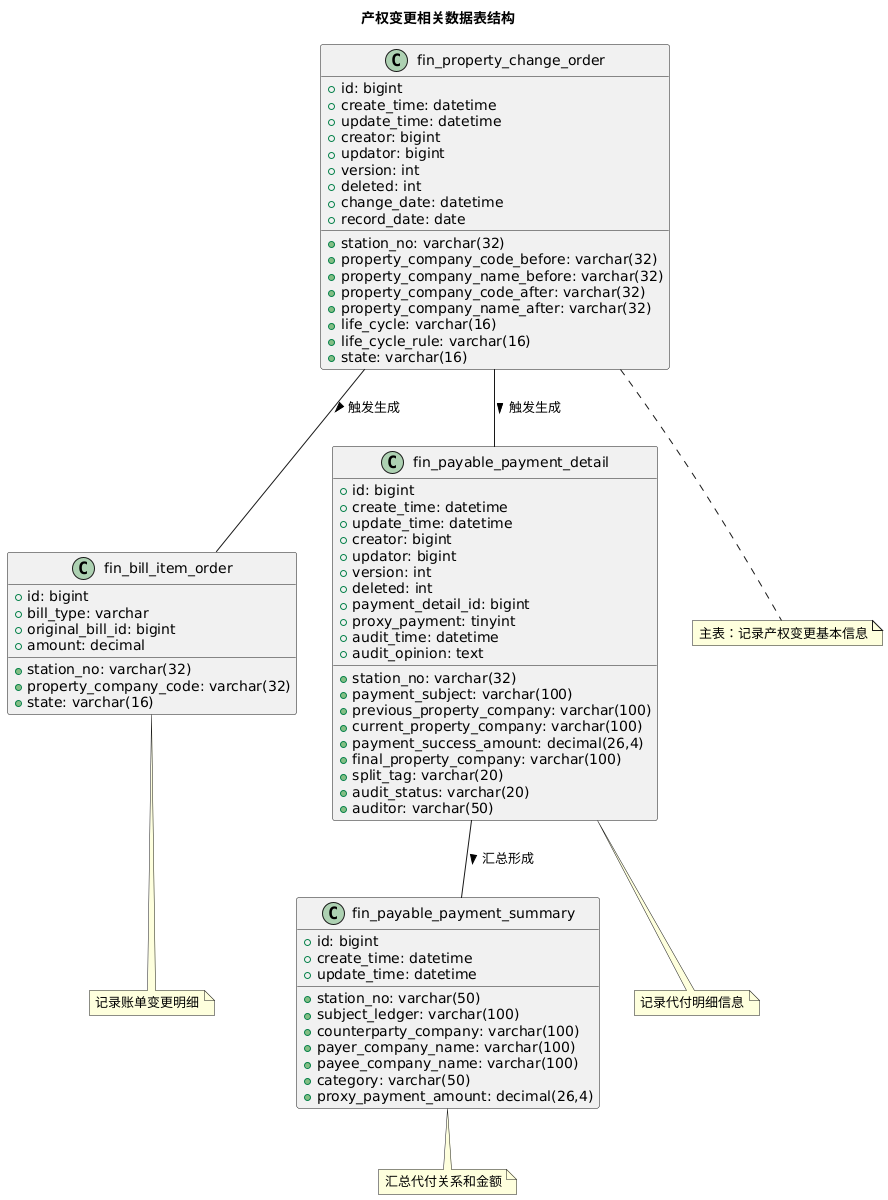 产权变更相关数据表结构
C fin_property_change_order
id: bigint
create_time: datetime
update_time: datetime
creator: bigint
updator: bigint
version: int
deleted: int
change_date: datetime
record_date: date
station_no: varchar(32)
property_company_code_before: varchar(32)
property_company_name_before: varchar(32)
property_company_code_after: varchar(32)
property_company_name_after: varchar(32)
life_cycle: varchar(16)
life_cycle_rule: varchar(16)
state: varchar(16)
触发生成
触发生成
C fin_payable_payment_detail
id: bigint
create_time: datetime
update_time: datetime
creator: bigint
updator: bigint
version: int
deleted: int
payment_detail_id: bigint
proxy_payment: tinyint
audit_time: datetime
audit_opinion: text
station_no: varchar(32)
payment_subject: varchar(100)
previous_property_company: varchar(100)
current_property_company: varchar(100)
payment_success_amount: decimal(26,4)
final_property_company: varchar(100)
split_tag: varchar(20)
audit_status: varchar(20)
auditor: varchar(50)
C fin_bill_item_order
id: bigint
bill_type: varchar
original_bill_id: bigint
amount: decimal
station_no: varchar(32)
property_company_code: varchar(32)
state: varchar(16)
主表：记录产权变更基本信息
汇总形成
C fin_payable_payment_summary
id: bigint
create_time: datetime
update_time: datetime
station_no: varchar(50)
subject_ledger: varchar(100)
counterparty_company: varchar(100)
payer_company_name: varchar(100)
payee_company_name: varchar(100)
category: varchar(50)
proxy_payment_amount: decimal(26,4)
记录账单变更明细
记录代付明细信息
汇总代付关系和金额